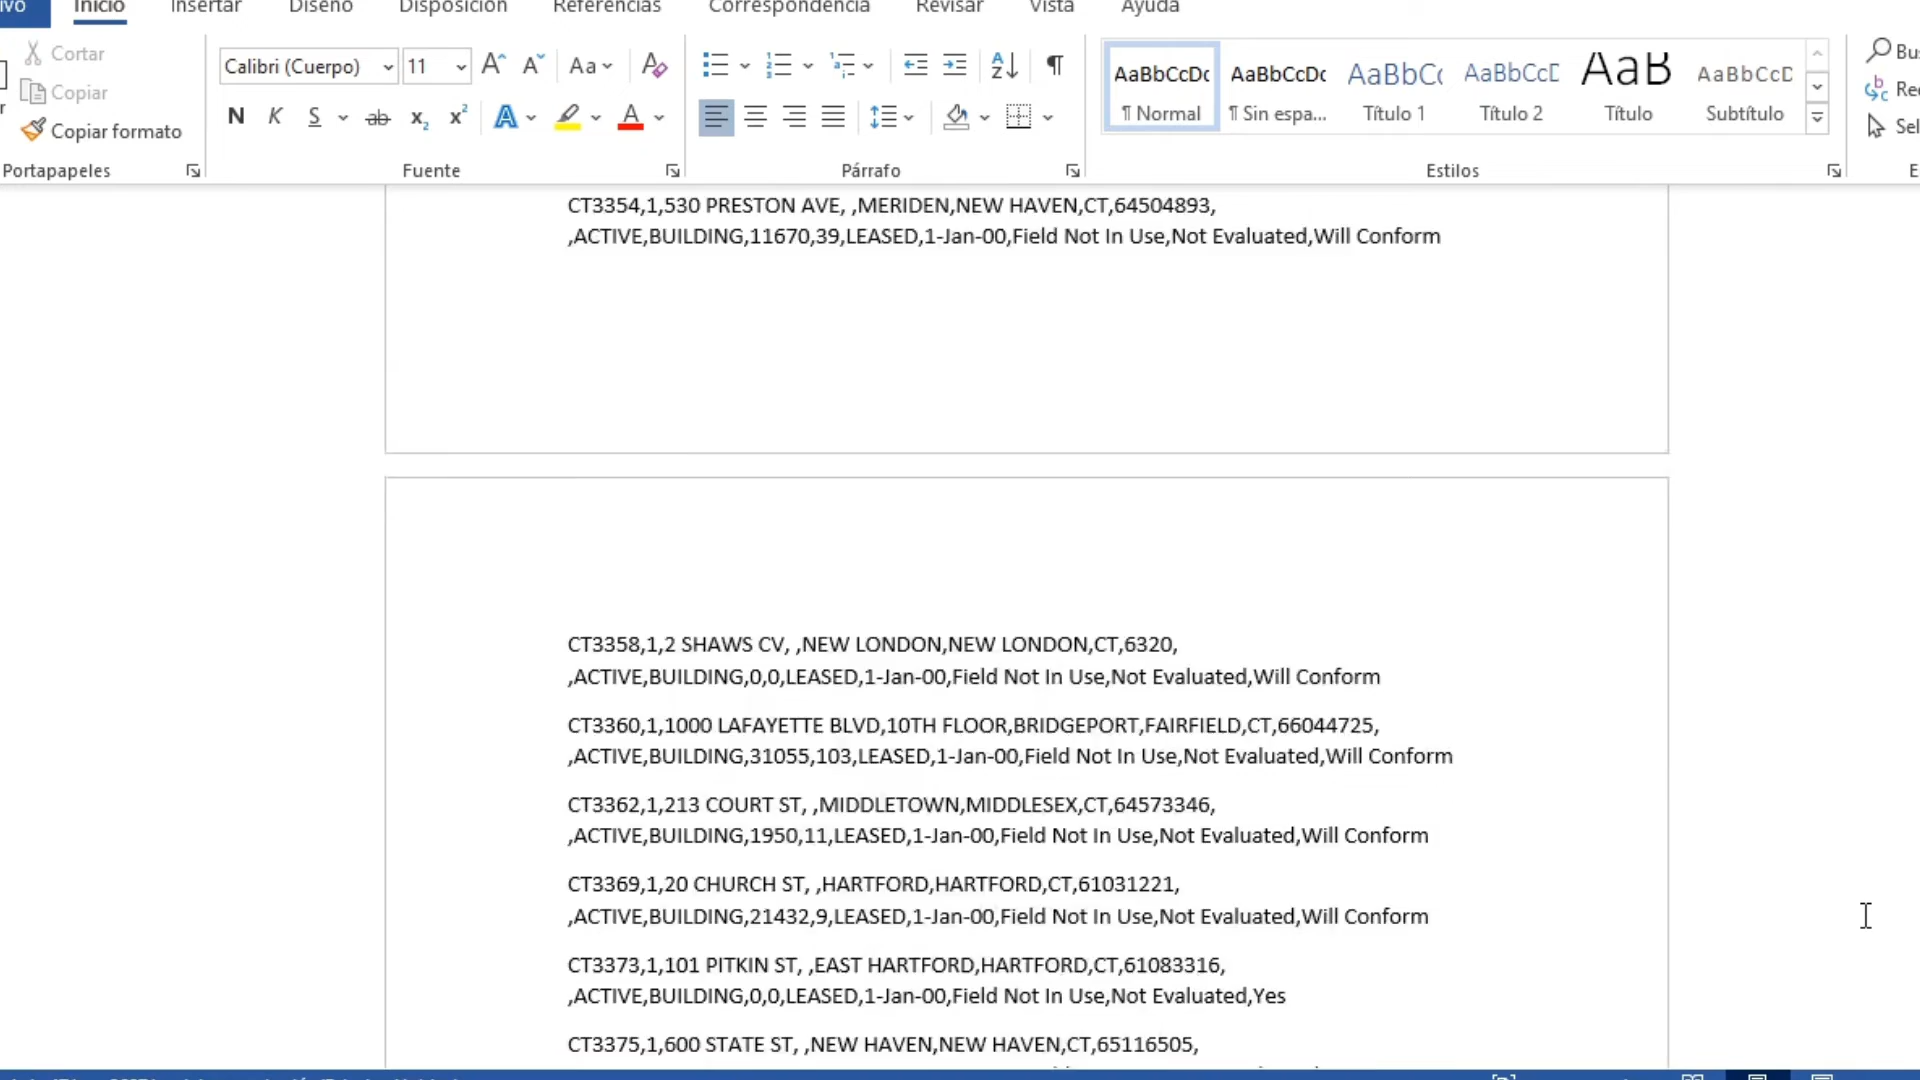 Inicio Insertar Diseño Disposición Referencias Correspondencia Revisar Vista Ayuda
Cortar
Copiar
Copiar formato
Portapapeles
Calibri (Cuerpo) 11
Aa
N K S ab x₂ x² A A
Fuente
Párrafo
AaBbCcDc AaBbCcDc AaBbCc AaBbCcD AaB AaBbCcD
¶ Normal ¶ Sin espa... Título 1 Título 2 Título Subtítulo
Estilos
CT3354,1,530 PRESTON AVE, ,MERIDEN,NEW HAVEN,CT,64504893,
,ACTIVE,BUILDING,11670,39,LEASED,1-Jan-00,Field Not In Use,Not Evaluated,Will Conform
CT3358,1,2 SHAWS CV, ,NEW LONDON,NEW LONDON,CT,6320,
,ACTIVE,BUILDING,0,0,LEASED,1-Jan-00,Field Not In Use,Not Evaluated,Will Conform
CT3360,1,1000 LAFAYETTE BLVD,10TH FLOOR,BRIDGEPORT,FAIRFIELD,CT,66044725,
,ACTIVE,BUILDING,31055,103,LEASED,1-Jan-00,Field Not In Use,Not Evaluated,Will Conform
CT3362,1,213 COURT ST, ,MIDDLETOWN,MIDDLESEX,CT,64573346,
,ACTIVE,BUILDING,1950,11,LEASED,1-Jan-00,Field Not In Use,Not Evaluated,Will Conform
CT3369,1,20 CHURCH ST, ,HARTFORD,HARTFORD,CT,61031221,
,ACTIVE,BUILDING,21432,9,LEASED,1-Jan-00,Field Not In Use,Not Evaluated,Will Conform
CT3373,1,101 PITKIN ST, ,EAST HARTFORD,HARTFORD,CT,61083316,
,ACTIVE,BUILDING,0,0,LEASED,1-Jan-00,Field Not In Use,Not Evaluated,Yes
CT3375,1,600 STATE ST, ,NEW HAVEN,NEW HAVEN,CT,65116505,